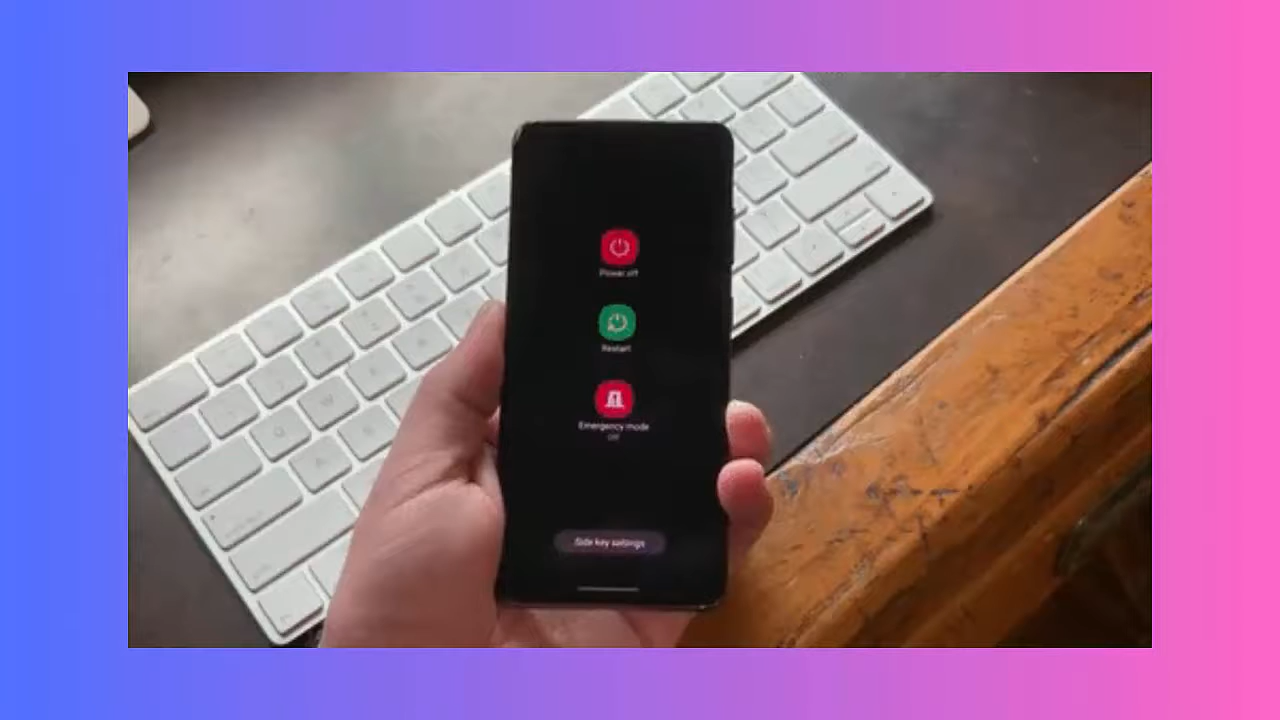 Power off
Restart
Emergency mode
Off
Side key settings